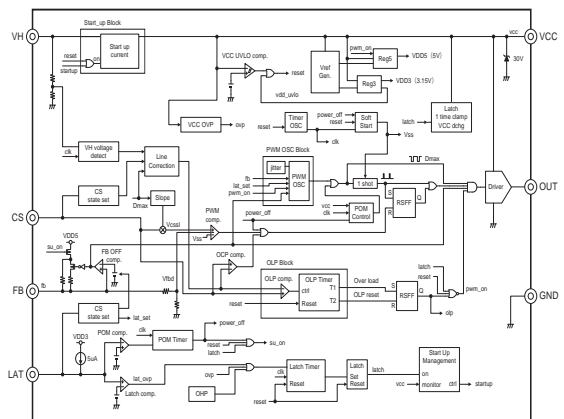 Start_up Block
VH
reset
startup
on
Start up
current
VCC UVLO comp.
reset
vdd_uvlo
Vref
Gen.
pwm_on
Reg5
VDD5 (5V)
Reg3
VDD3 (3.15V)
vcc
VCC
30V
VCC OVP
ovp
reset
Timer
OSC
clk
power_off
reset
Soft
Start
Vss
latch
Latch
1 time clamp
VCC dchg
clk
VH voltage
detect
Line
Correction
CS
state set
Dmax
Slope
Vcssl
PWM OSC Block
jitter
PWM
OSC
fb
lat_set
pwm_on
1 shot
Dmax
vcc
clk
POM
Control
S
R
RSFF
Q
Driver
OUT
CS
PWM
comp.
Vss
power_off
VDD5
su_on
FB OFF
comp.
FB
fb
Vfbd
OCP comp.
OLP Block
OLP comp.
OLP Timer
ctrl
T1
T2
Reset
reset
Over load
OLP reset
S
R
RSFF
Q
olp
latch
reset
pwm_on
GND
CS
state set
lat_set
VDD3
5uA
LAT
POM comp.
clk
POM Timer
power_off
reset
latch
su_on
lat_ovp
Latch comp.
ovp
OHP
clk
Latch Timer
Reset
reset
Latch
Set
Reset
latch
vcc
Start Up
Management
on
monitor
ctrl
startup